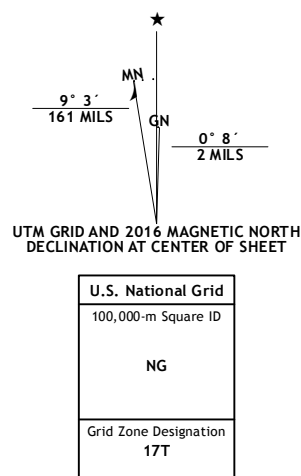 ★
MN
GN
9° 3´
161 MILS
0° 8´
2 MILS
UTM GRID AND 2016 MAGNETIC NORTH
DECLINATION AT CENTER OF SHEET
U.S. National Grid
100,000-m Square ID
NG
Grid Zone Designation
17T